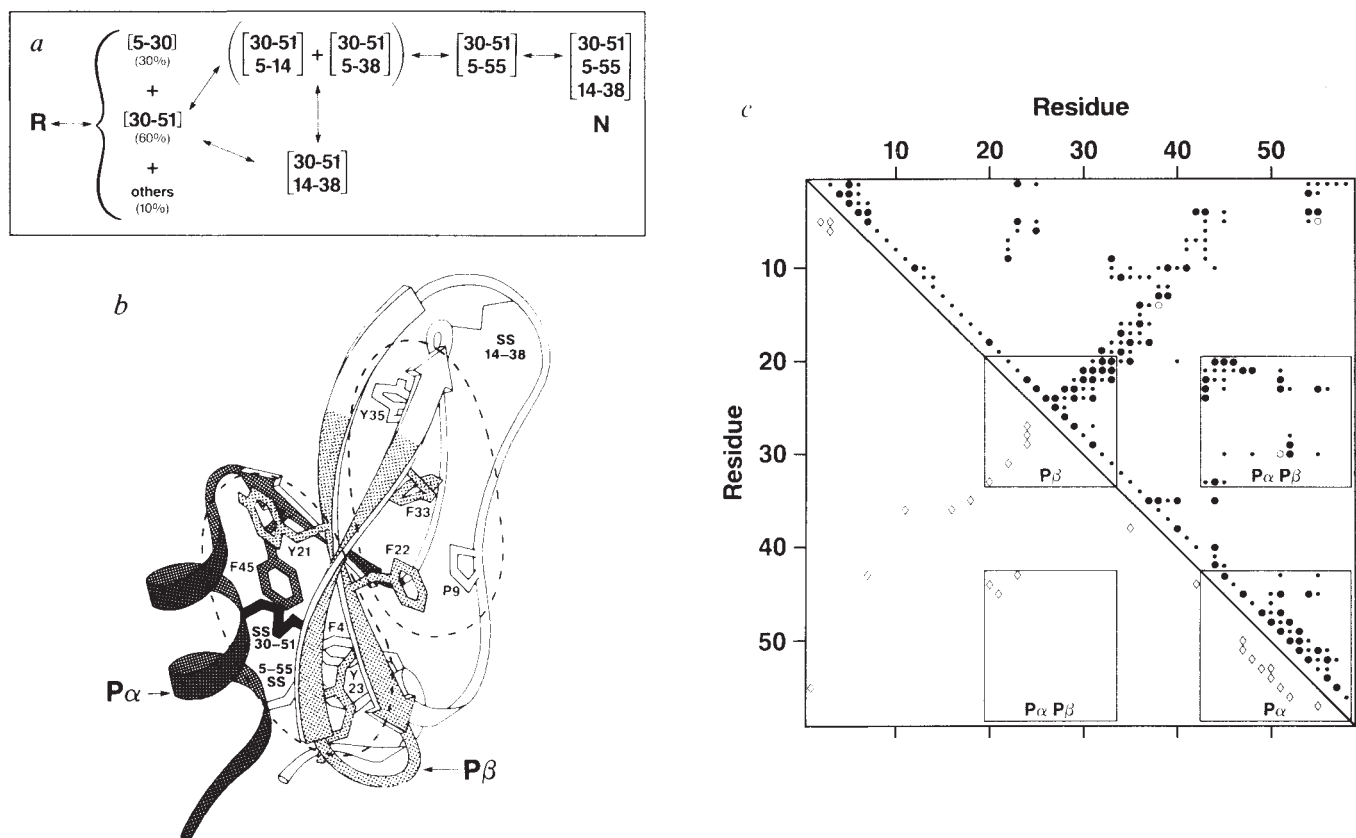 a
[5-30]
(30%)
+
R
[30-51]
(60%)
+
others
(10%)
30-51
5-14
+
30-51
5-38
30-51
5-55
30-51
5-55
14-38
N
30-51
14-38
b
SS
14–38
Y35
F33
Y21
F22
F45
P9
F4
SS
30–51
5–55
SS
Y
23
Pα
Pβ
c
Residue
10 20 30 40 50
Residue
10
20
30
40
50
Pβ
Pα Pβ
Pα Pβ
Pα